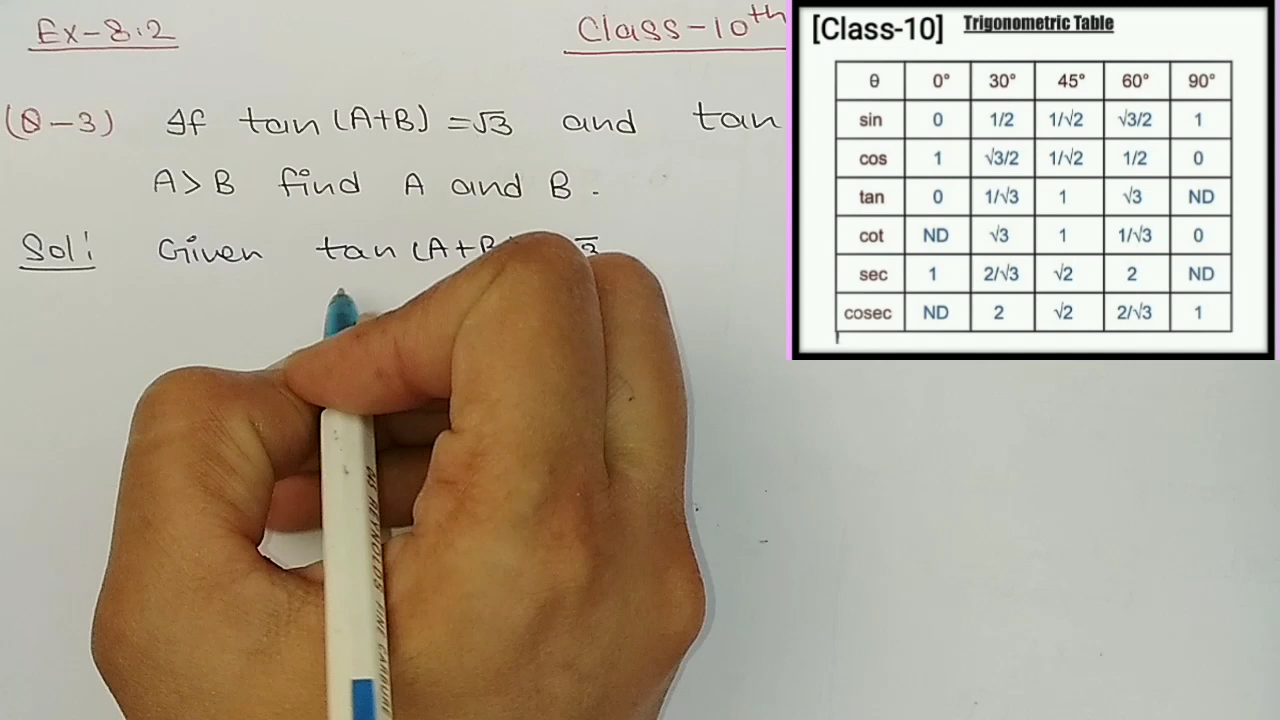 Ex-8.2
Class-10th
(Q-3) If tan(A+B) = √3 and tan
A>B find A and B.
Sol: Given tan(A+B
[Class-10] Trigonometric Table
θ 0° 30° 45° 60° 90°
sin 0 1/2 1/√2 √3/2 1
cos 1 √3/2 1/√2 1/2 0
tan 0 1/√3 1 √3 ND
cot ND √3 1 1/√3 0
sec 1 2/√3 √2 2 ND
cosec ND 2 √2 2/√3 1